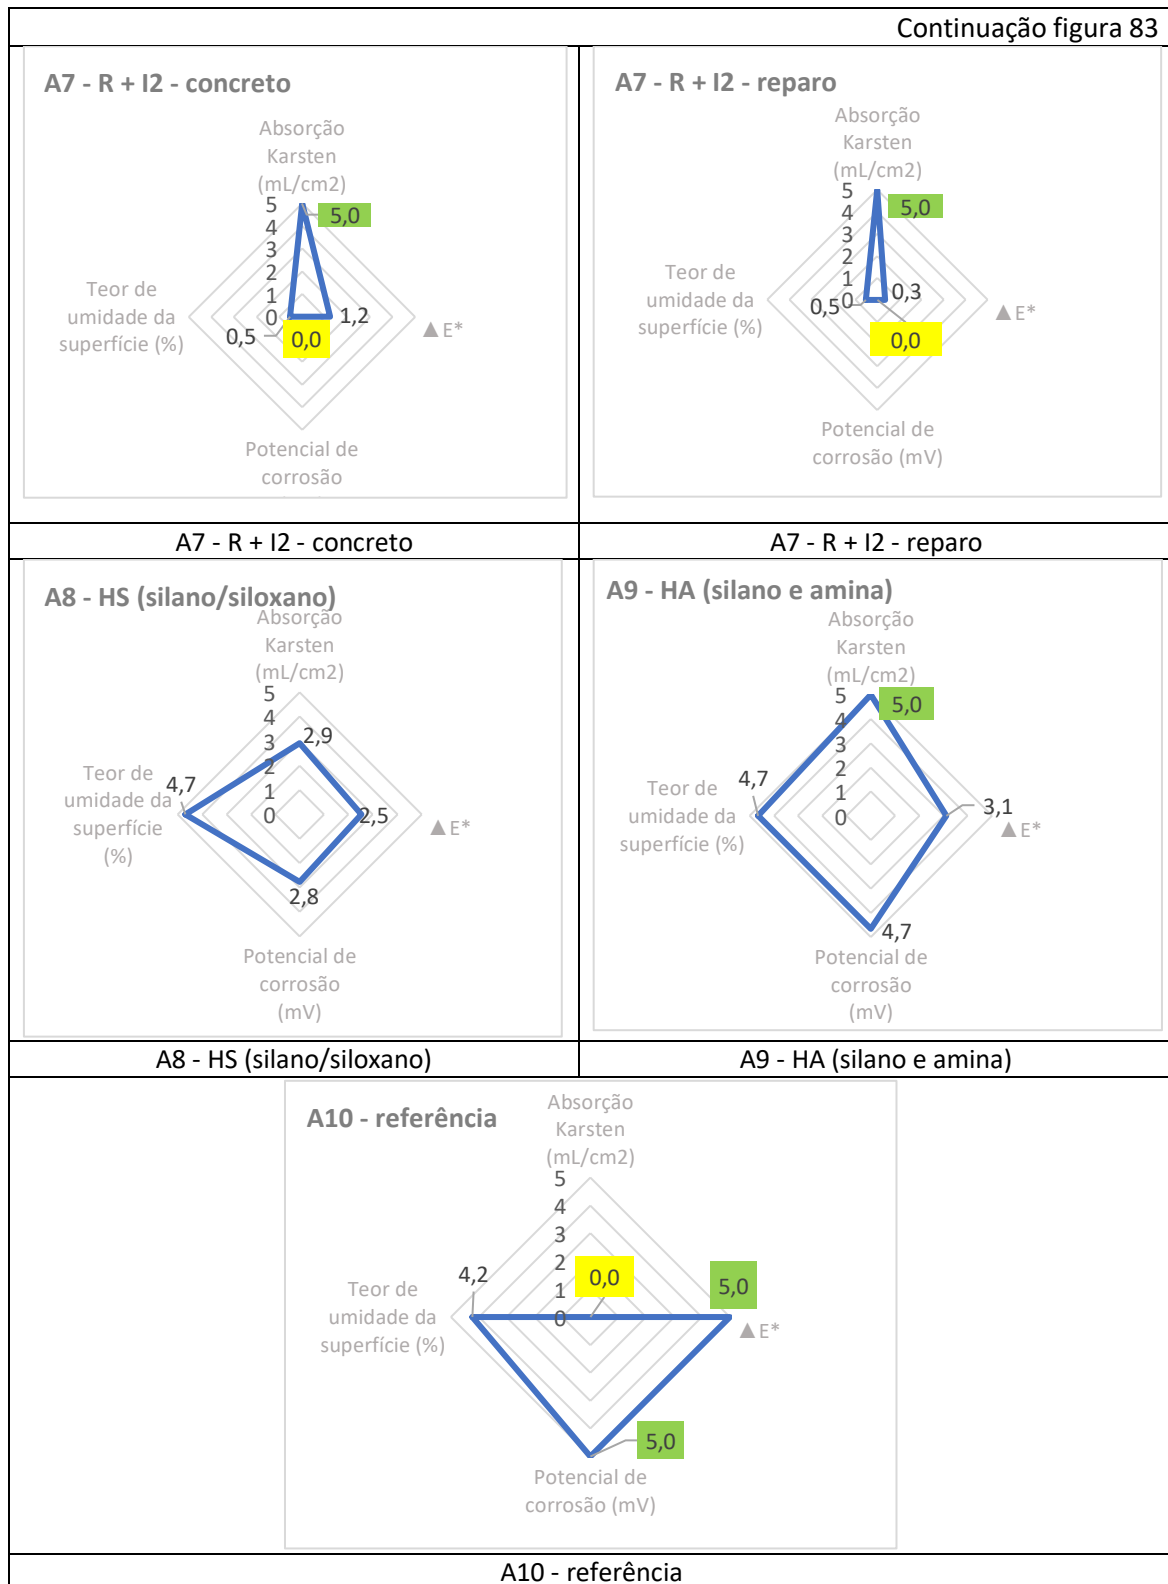 Continuação figura 83
A7 - R + I2 - concreto
Absorção
Karsten
(mL/cm2)
5
4
3
2
1
0
5,0
1,2
▲E*
0,0
0,5
Teor de
umidade da
superfície (%)
Potencial de
corrosão
A7 - R + I2 - reparo
Absorção
Karsten
(mL/cm2)
5
4
3
2
1
0
5,0
0,3
▲E*
0,0
0,5
Teor de
umidade da
superfície (%)
Potencial de
corrosão (mV)
A7 - R + I2 - concreto
A7 - R + I2 - reparo
A8 - HS (silano/siloxano)
Absorção
Karsten
(mL/cm2)
5
4
3
2
1
0
2,9
2,5
▲E*
2,8
4,7
Teor de
umidade da
superfície
(%)
Potencial de
corrosão
(mV)
A9 - HA (silano e amina)
Absorção
Karsten
(mL/cm2)
5
4
3
2
1
0
5,0
3,1
▲E*
4,7
4,7
Teor de
umidade da
superfície (%)
Potencial de
corrosão
(mV)
A8 - HS (silano/siloxano)
A9 - HA (silano e amina)
A10 - referência
Absorção
Karsten
(mL/cm2)
5
4
3
2
1
0
0,0
5,0
▲E*
5,0
4,2
Teor de
umidade da
superfície (%)
Potencial de
corrosão (mV)
A10 - referência